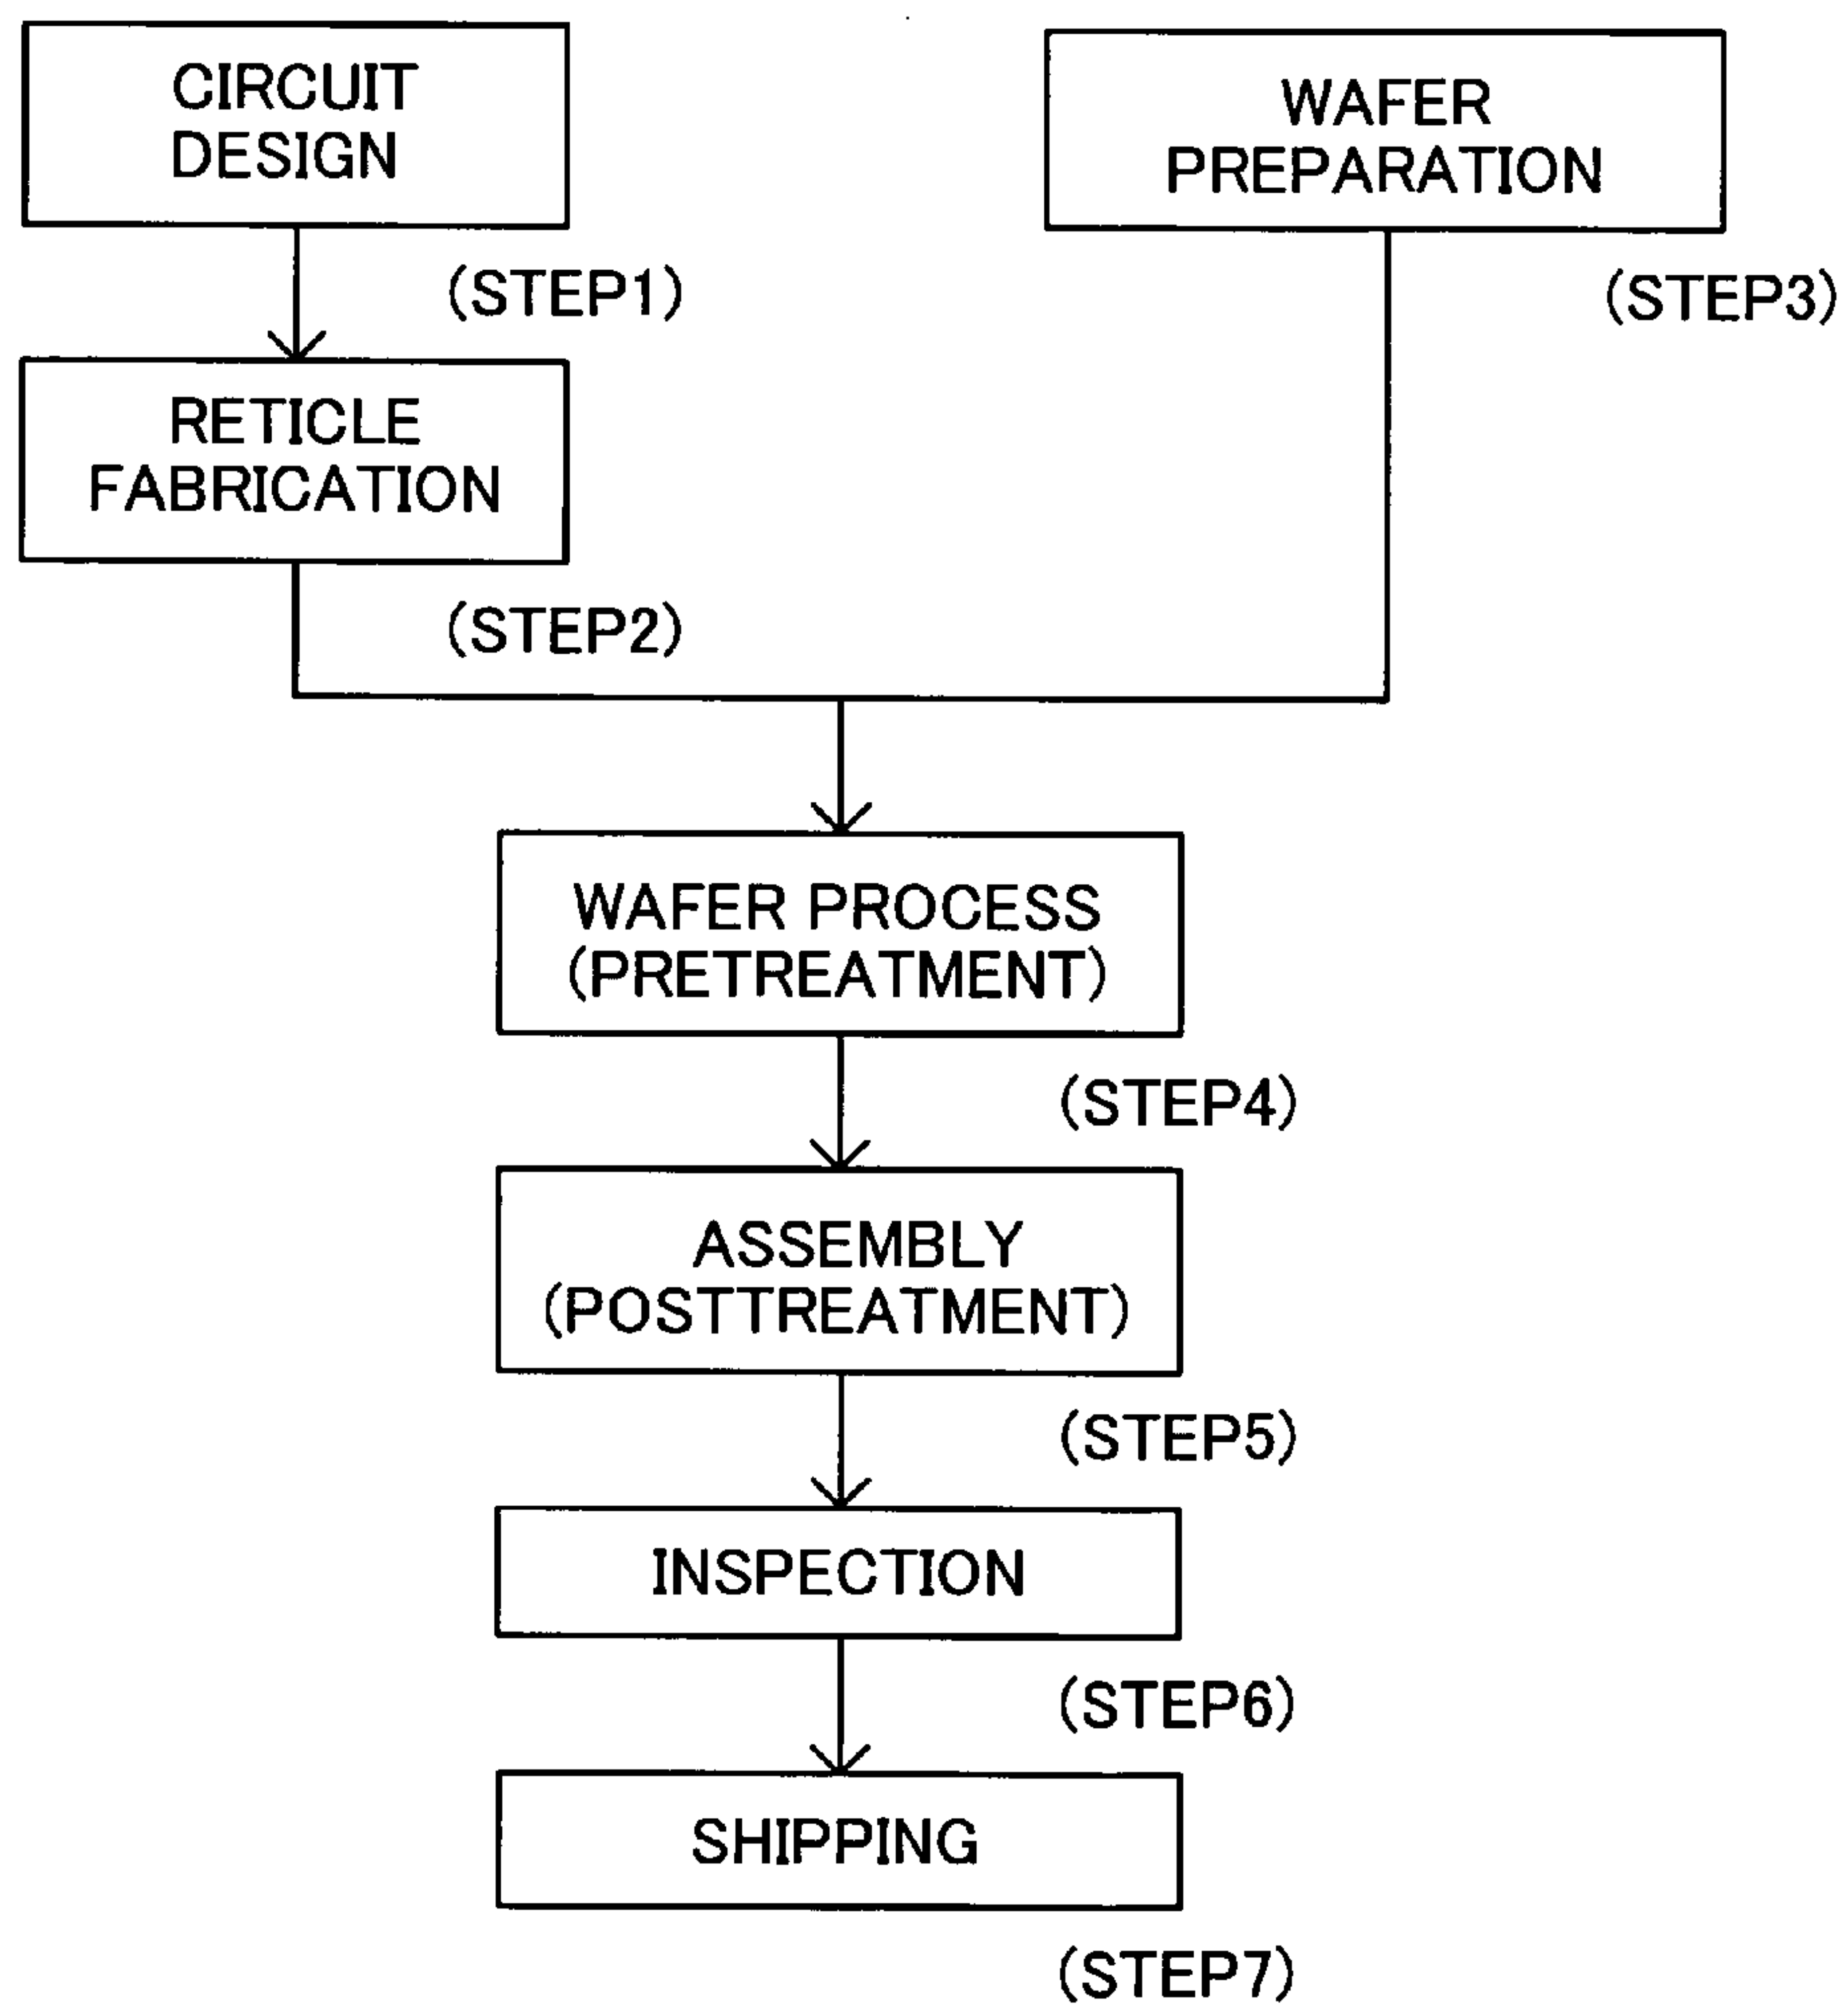 CIRCUIT
DESIGN
(STEP1)
RETICLE
FABRICATION
(STEP2)
WAFER
PREPARATION
(STEP3)
WAFER PROCESS
(PRETREATMENT)
(STEP4)
ASSEMBLY
(POSTTREATMENT)
(STEP5)
INSPECTION
(STEP6)
SHIPPING
(STEP7)